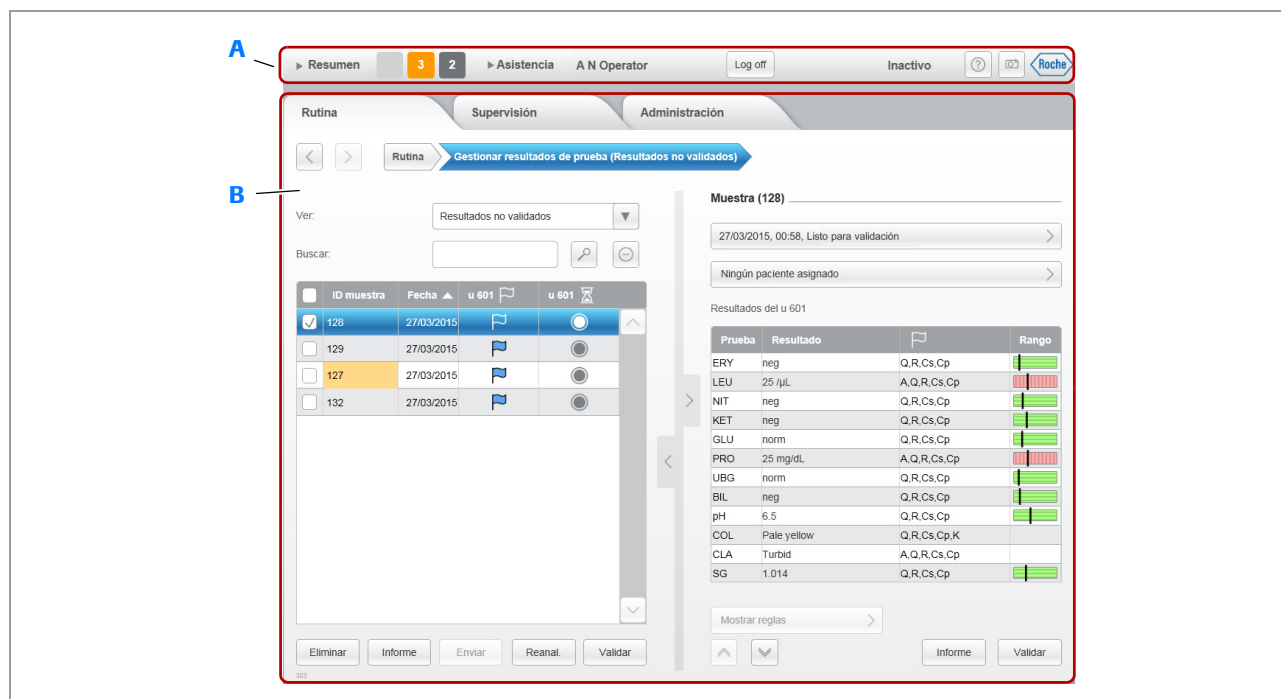 A
▶ Resumen 3 2 ▶ Asistencia A N Operator Log off Inactivo ? Roche
Rutina Supervisión Administración
Rutina Gestionar resultados de prueba (Resultados no validados)
B
Ver: Resultados no validados
Buscar:
ID muestra Fecha u 601 u 601
128 27/03/2015
129 27/03/2015
127 27/03/2015
132 27/03/2015
Eliminar Informe Enviar Reanal. Validar
303
Muestra (128)
27/03/2015, 00:58, Listo para validación
Ningún paciente asignado
Resultados del u 601
Prueba Resultado Rango
ERY neg Q,R,Cs,Cp
LEU 25 /µL A,Q,R,Cs,Cp
NIT neg Q,R,Cs,Cp
KET neg Q,R,Cs,Cp
GLU norm Q,R,Cs,Cp
PRO 25 mg/dL A,Q,R,Cs,Cp
UBG norm Q,R,Cs,Cp
BIL neg Q,R,Cs,Cp
pH 6.5 Q,R,Cs,Cp
COL Pale yellow Q,R,Cs,Cp,K
CLA Turbid A,Q,R,Cs,Cp
SG 1.014 Q,R,Cs,Cp
Mostrar reglas
Informe Validar